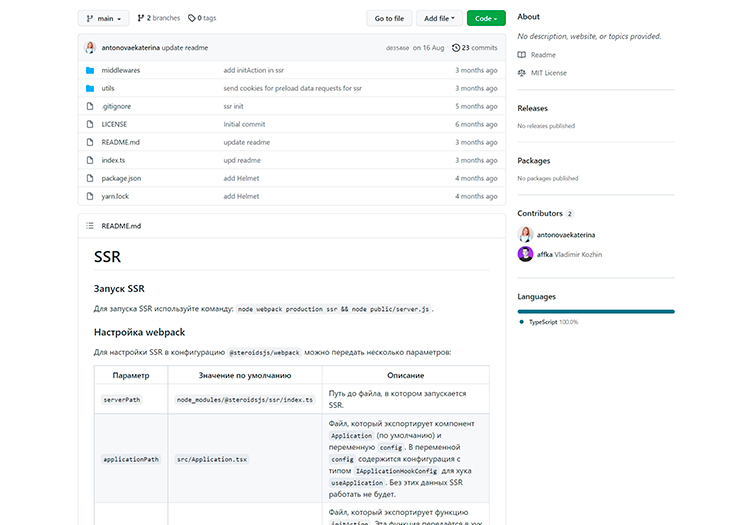 main
2 branches
0 tags
Go to file
Add file
Code
About
antonovaekaterina update readme
on 16 Aug
23 commits
No description, website, or topics provided.
Readme
MIT License
middlewares add initAction in ssr 3 months ago
utils send cookies for preload data requests for ssr 3 months ago
.gitignore ssr init 5 months ago
LICENSE Initial commit 6 months ago
README.md update readme 3 months ago
index.ts upd readme 3 months ago
package.json add Helmet 4 months ago
yarn.lock add Helmet 4 months ago
Releases
No releases published
Packages
No packages published
Contributors 2
antonovaekaterina
affka Vladimir Kozhin
Languages
TypeScript 100.0%
README.md
SSR
Запуск SSR
Для запуска SSR используйте команду: node webpack production ssr && node public/server.js .
Настройка webpack
Для настройки SSR в конфигурацию @steroidsjs/webpack можно передать несколько параметров:
Параметр Значение по умолчанию Описание
serverPath node_modules/@steroidsjs/ssr/index.ts Путь до файла, в котором запускается
SSR.
applicationPath src/Application.tsx
Файл, который экспортирует компонент
Application (по умолчанию) и
переменную config . В переменной
config содержится конфигурация с
типом IApplicationHookConfig для хука
useApplication . Без этих данных SSR
работать не будет.
Файл, который экспортирует функцию
initAction . Эта функция передаётся в хук